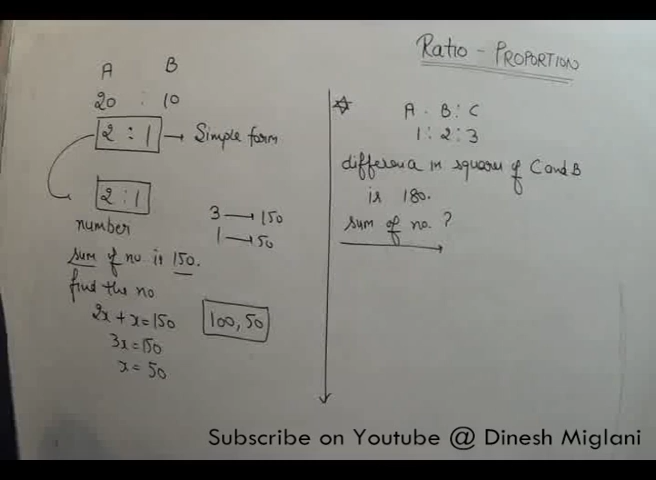 Ratio - PROPORTION
A B
20 : 10
2 : 1 → Simple form
2 : 1
number
3 → 150
1 → 50
sum of no is 150.
find the no
2x + x = 150
3x = 150
x = 50
100, 50
A : B : C
1 : 2 : 3
difference in square of C and B
is 180.
sum of no. ?
Subscribe on Youtube @ Dinesh Miglani